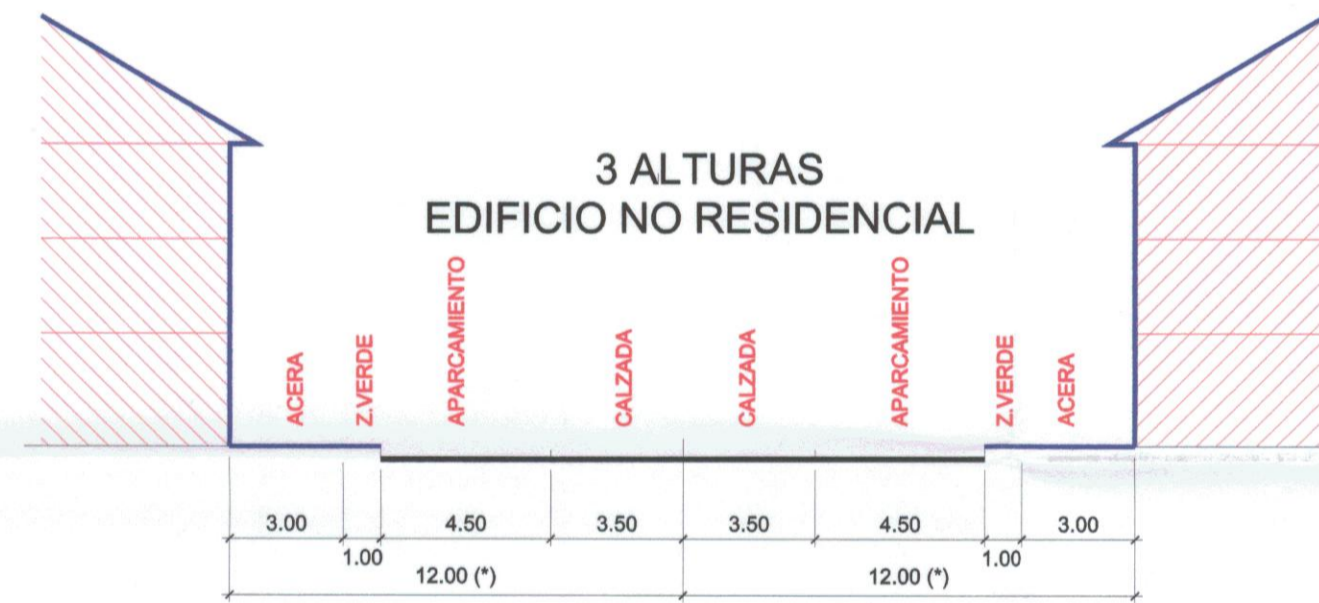 3 ALTURAS
EDIFICIO NO RESIDENCIAL
ACERA
Z.VERDE
APARCAMIENTO
CALZADA
CALZADA
APARCAMIENTO
Z.VERDE
ACERA
3.00
1.00
4.50
3.50
3.50
4.50
1.00
3.00
12.00 (*)
12.00 (*)